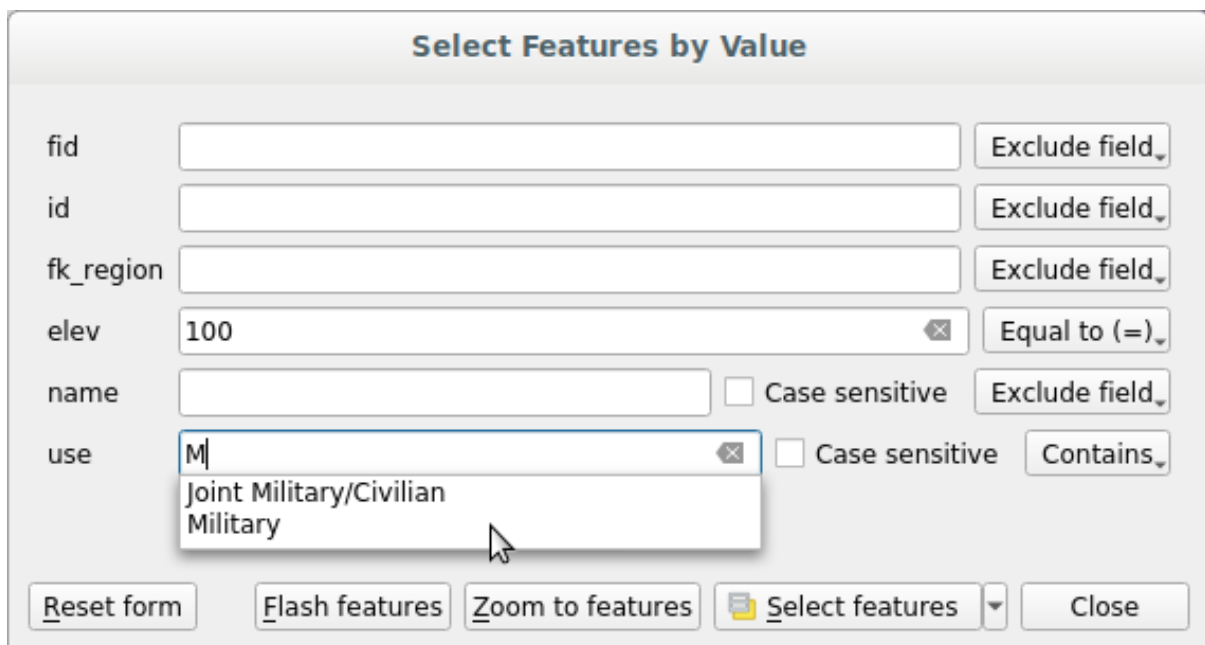 Select Features by Value
fid Exclude field
id Exclude field
fk_region Exclude field
elev 100 Equal to (=)
name Case sensitive Exclude field
use M Case sensitive Contains
Joint Military/Civilian
Military
Reset form Flash features Zoom to features Select features Close